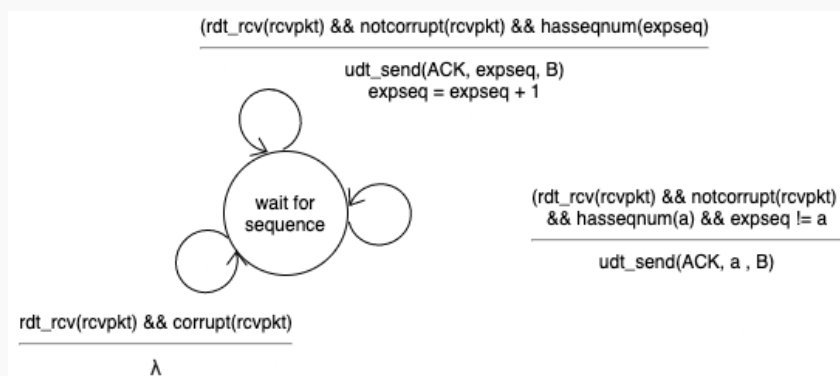 (rdt_rcv(rcvpkt) && notcorrupt(rcvpkt) && hasseqnum(expseq)
udt_send(ACK, expseq, B)
expseq = expseq + 1
wait for
sequence
(rdt_rcv(rcvpkt) && notcorrupt(rcvpkt)
&& hasseqnum(a) && expseq != a
udt_send(ACK, a , B)
rdt_rcv(rcvpkt) && corrupt(rcvpkt)
λ